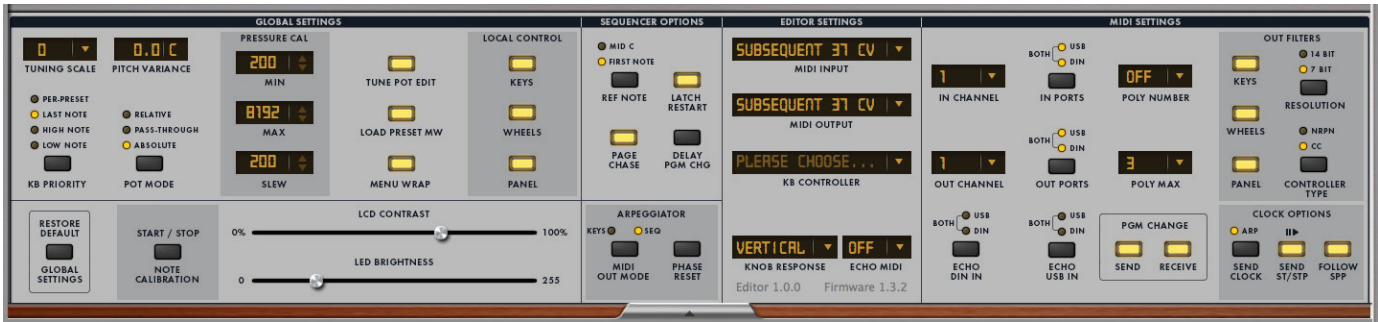 GLOBAL SETTINGS
0
TUNING SCALE
0.0 C
PITCH VARIANCE
PER-PRESET
LAST NOTE
HIGH NOTE
LOW NOTE
KB PRIORITY
RELATIVE
PASS-THROUGH
ABSOLUTE
POT MODE
PRESSURE CAL
200
MIN
8192
MAX
200
SLEW
TUNE POT EDIT
LOAD PRESET MW
MENU WRAP
LOCAL CONTROL
KEYS
WHEELS
PANEL
RESTORE
DEFAULT
GLOBAL
SETTINGS
START / STOP
NOTE
CALIBRATION
LCD CONTRAST
0% 100%
LED BRIGHTNESS
0 255
SEQUENCER OPTIONS
MID C
FIRST NOTE
REF NOTE
LATCH
RESTART
PAGE
CHASE
DELAY
PGM CHG
ARPEGGIATOR
KEYS SEQ
MIDI
OUT MODE
PHASE
RESET
EDITOR SETTINGS
SUBSEQUENT 37 CV
MIDI INPUT
SUBSEQUENT 37 CV
MIDI OUTPUT
PLEASE CHOOSE...
KB CONTROLLER
VERTICAL
KNOB RESPONSE
OFF
ECHO MIDI
Editor 1.0.0 Firmware 1.3.2
MIDI SETTINGS
1
IN CHANNEL
BOTH USB
DIN
IN PORTS
OFF
POLY NUMBER
1
OUT CHANNEL
BOTH USB
DIN
OUT PORTS
3
POLY MAX
BOTH USB
DIN
ECHO
DIN IN
BOTH USB
DIN
ECHO
USB IN
PGM CHANGE
SEND RECEIVE
OUT FILTERS
KEYS
WHEELS
PANEL
14 BIT
7 BIT
RESOLUTION
NRPN
CC
CONTROLLER
TYPE
CLOCK OPTIONS
ARP
SEND
CLOCK
SEND
ST/STP
FOLLOW
SPP